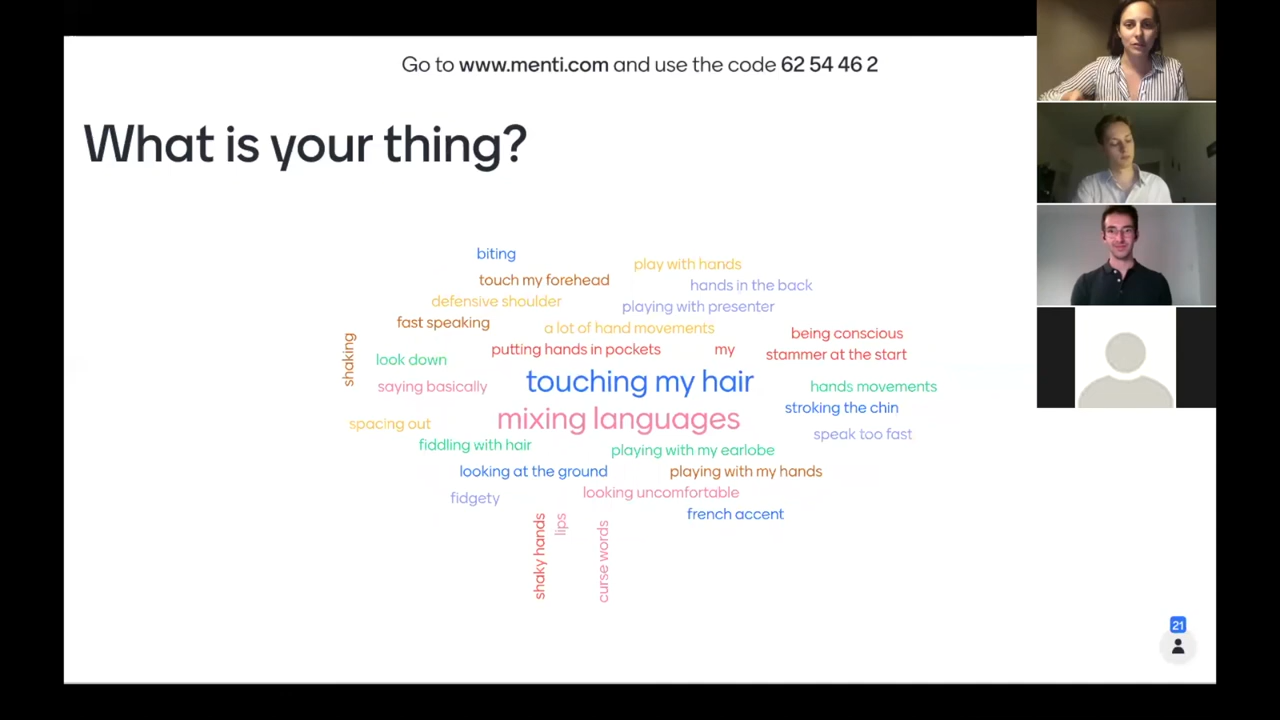 Go to www.menti.com and use the code 62 54 46 2
What is your thing?
biting
play with hands
touch my forehead
hands in the back
defensive shoulder
playing with presenter
fast speaking
a lot of hand movements
being conscious
shaking
putting hands in pockets
my
stammer at the start
look down
touching my hair
saying basically
hands movements
stroking the chin
mixing languages
spacing out
speak too fast
fiddling with hair
playing with my earlobe
looking at the ground
playing with my hands
fidgety
looking uncomfortable
french accent
shaky hands
lips
curse words
21